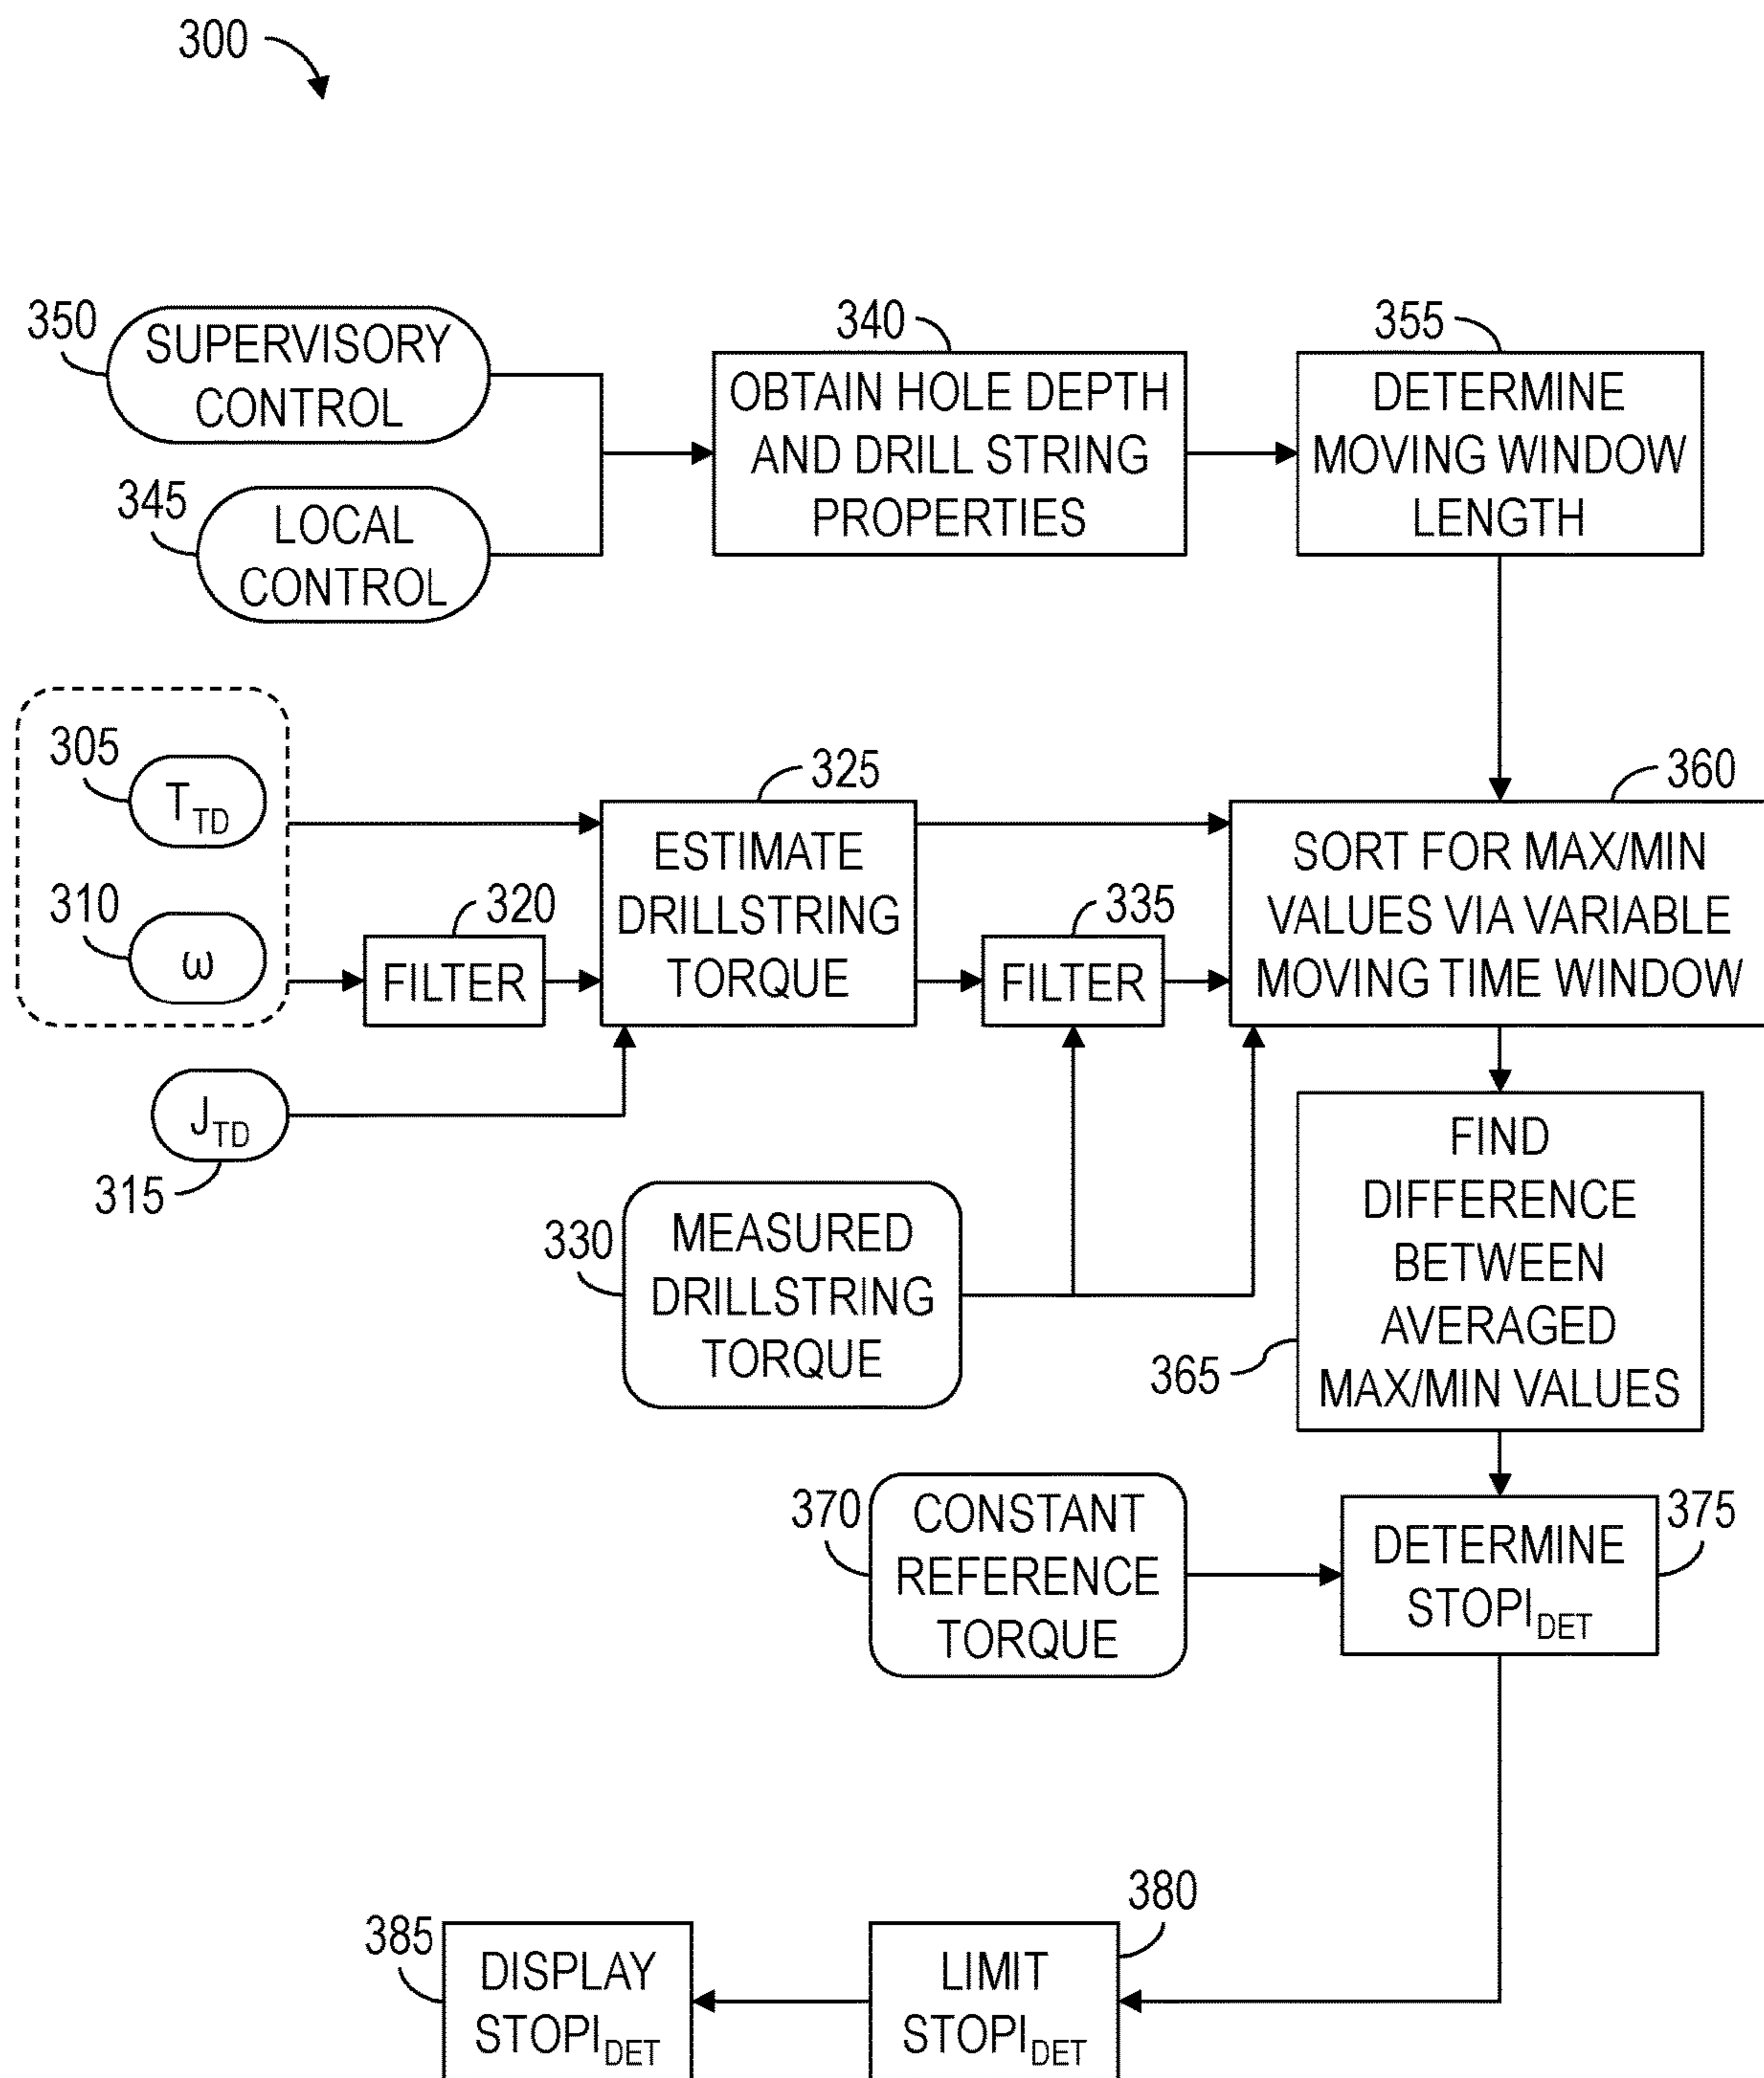 300
350
SUPERVISORY
CONTROL
345
LOCAL
CONTROL
340
OBTAIN HOLE DEPTH
AND DRILL STRING
PROPERTIES
355
DETERMINE
MOVING WINDOW
LENGTH
305
T_TD
310
ω
J_TD
315
320
FILTER
325
ESTIMATE
DRILLSTRING
TORQUE
335
FILTER
360
SORT FOR MAX/MIN
VALUES VIA VARIABLE
MOVING TIME WINDOW
330
MEASURED
DRILLSTRING
TORQUE
FIND
DIFFERENCE
BETWEEN
AVERAGED
MAX/MIN VALUES
365
370
CONSTANT
REFERENCE
TORQUE
375
DETERMINE
STOPI_DET
380
LIMIT
STOPI_DET
385
DISPLAY
STOPI_DET